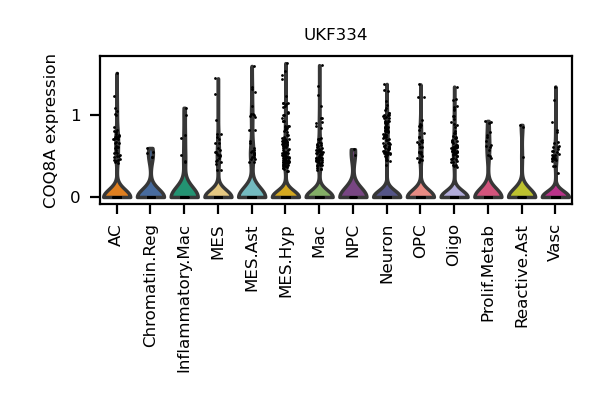 UKF334
COQ8A expression
1
0
AC
Chromatin.Reg
Inflammatory.Mac
MES
MES.Ast
MES.Hyp
Mac
NPC
Neuron
OPC
Oligo
Prolif.Metab
Reactive.Ast
Vasc